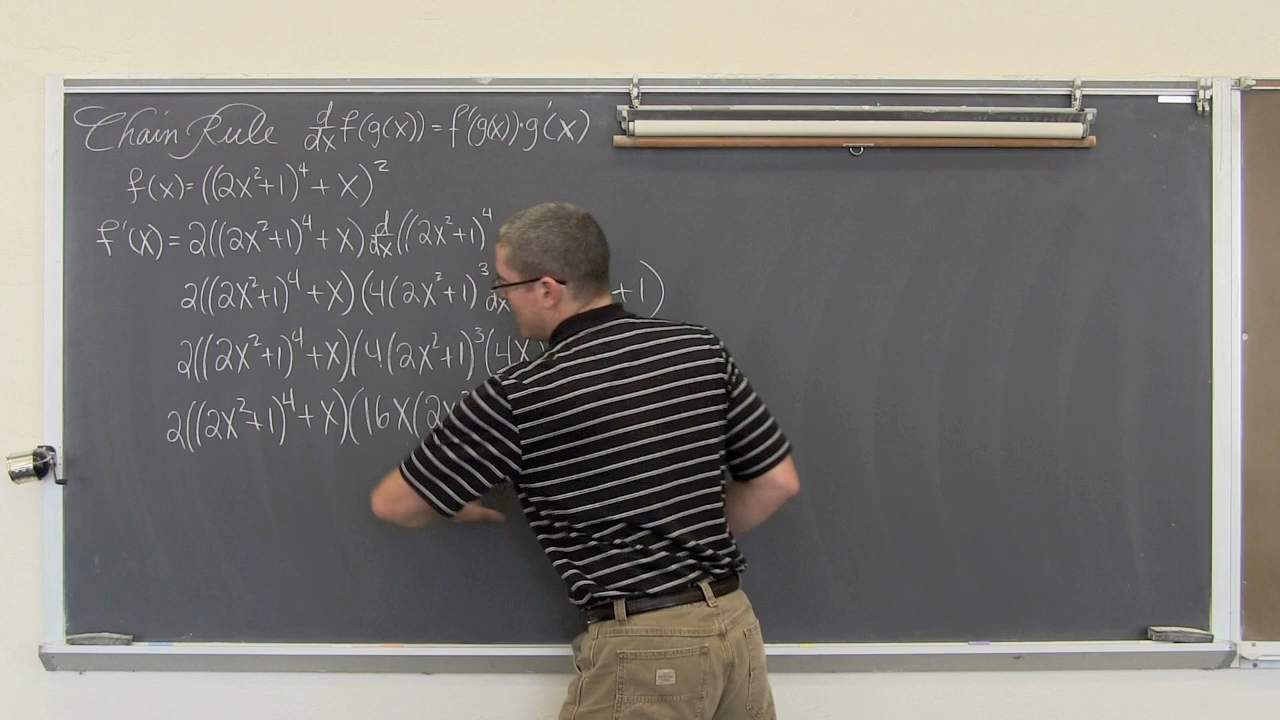 Chain Rule d/dx f(g(x)) = f'(g(x))·g'(x)
f(x) = ((2x²+1)⁴ + x)²
f'(x) = 2((2x²+1)⁴ + x) d/dx ((2x²+1)⁴
2((2x²+1)⁴ + x)(4(2x²+1)³ +1)
2((2x²+1)⁴ + x)(4(2x²+1)³(4x)
2((2x²+1)⁴ + x)(16x(2x